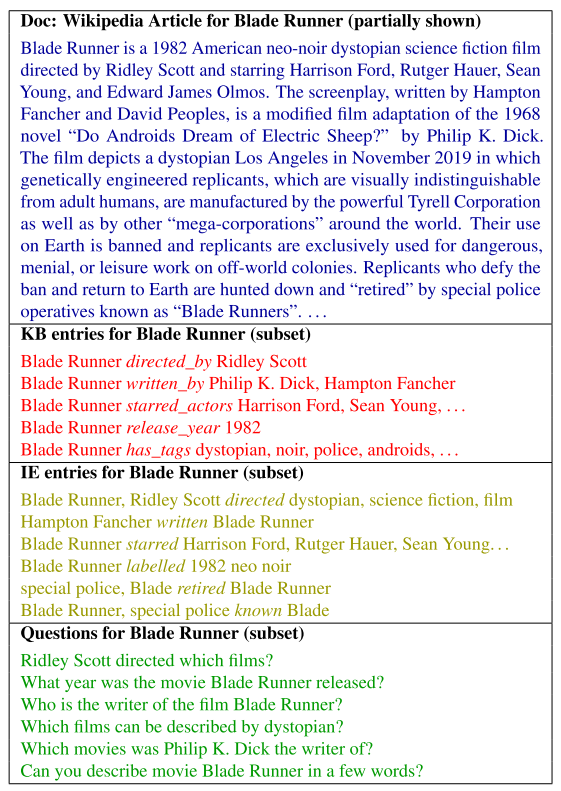 Doc: Wikipedia Article for Blade Runner (partially shown)
Blade Runner is a 1982 American neo-noir dystopian science fiction film
directed by Ridley Scott and starring Harrison Ford, Rutger Hauer, Sean
Young, and Edward James Olmos. The screenplay, written by Hampton
Fancher and David Peoples, is a modified film adaptation of the 1968
novel “Do Androids Dream of Electric Sheep?” by Philip K. Dick.
The film depicts a dystopian Los Angeles in November 2019 in which
genetically engineered replicants, which are visually indistinguishable
from adult humans, are manufactured by the powerful Tyrell Corporation
as well as by other “mega-corporations” around the world. Their use
on Earth is banned and replicants are exclusively used for dangerous,
menial, or leisure work on off-world colonies. Replicants who defy the
ban and return to Earth are hunted down and “retired” by special police
operatives known as “Blade Runners”. . . .
KB entries for Blade Runner (subset)
Blade Runner directed_by Ridley Scott
Blade Runner written_by Philip K. Dick, Hampton Fancher
Blade Runner starred_actors Harrison Ford, Sean Young, . . .
Blade Runner release_year 1982
Blade Runner has_tags dystopian, noir, police, androids, . . .
IE entries for Blade Runner (subset)
Blade Runner, Ridley Scott directed dystopian, science fiction, film
Hampton Fancher written Blade Runner
Blade Runner starred Harrison Ford, Rutger Hauer, Sean Young. . .
Blade Runner labelled 1982 neo noir
special police, Blade retired Blade Runner
Blade Runner, special police known Blade
Questions for Blade Runner (subset)
Ridley Scott directed which films?
What year was the movie Blade Runner released?
Who is the writer of the film Blade Runner?
Which films can be described by dystopian?
Which movies was Philip K. Dick the writer of?
Can you describe movie Blade Runner in a few words?